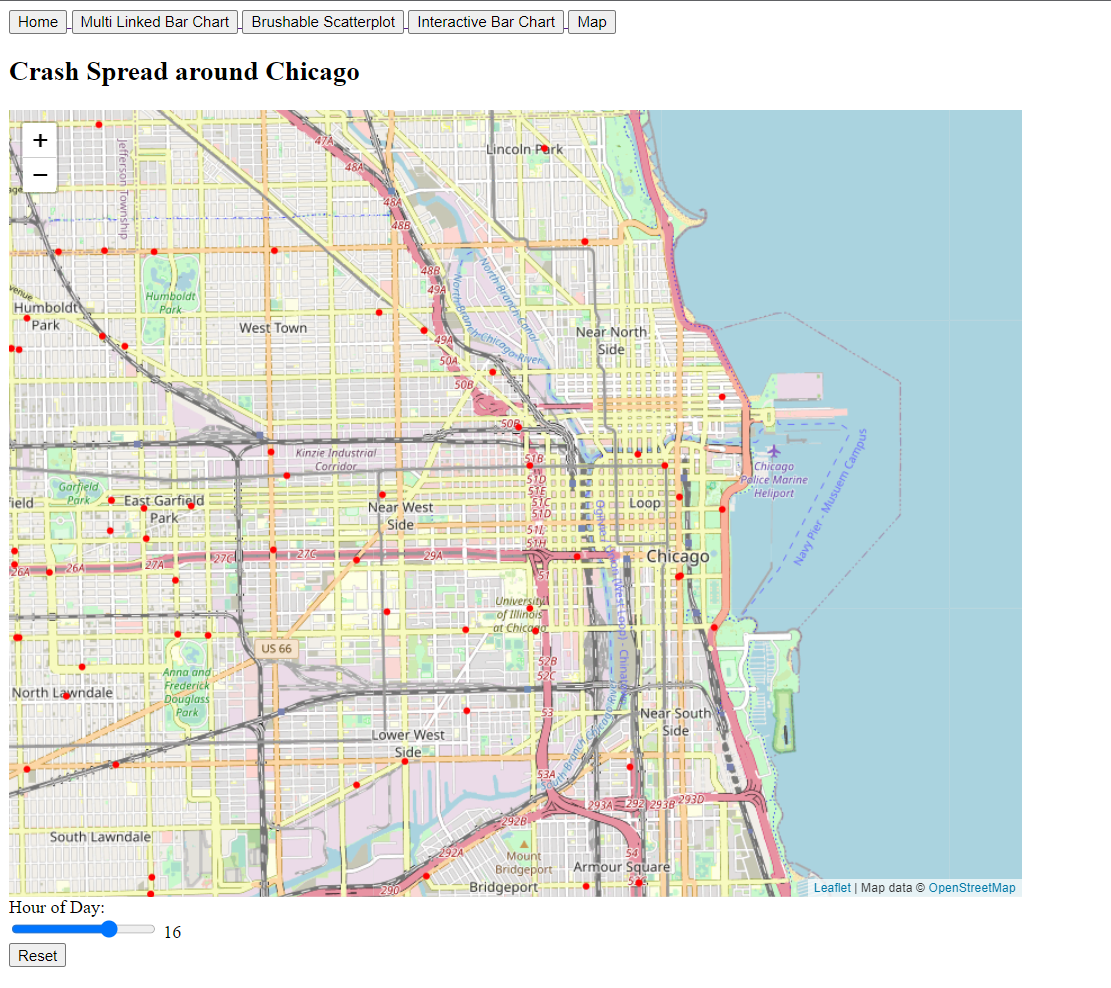 Home Multi Linked Bar Chart Brushable Scatterplot Interactive Bar Chart Map
Crash Spread around Chicago
+
−
47A
Lincoln Park
48A
Jefferson Township
48A
48B
48B
North Branch Canal
49A
Humboldt
Park
Humboldt
Park
West Town
Near North
Side
49A
North Branch Chicago River
50A
50B
50B
Kinzie Industrial
Corridor
51B
Chicago
Police Marine
Heliport
Navy Pier - Musuem Campus
Garfield
Park
51D
51E
51C
51D
East Garfield
Park
Near West
Side
Loop
51H
Chicago
27C
27C
29A
26A
26A
27A
51
University
of Illinois
at Chicago
US 66
52B
52C
Anna and
Frederick
Douglass
Park
North Lawndale
53
Near South
Side
Lower West
Side
South Branch Chicago River
53A
293A
292
293B
293D
292B
South Lawndale
292A
54
Mount
Bridgeport
Armour Square
290
Bridgeport
Leaflet | Map data © OpenStreetMap
Hour of Day:
16
Reset